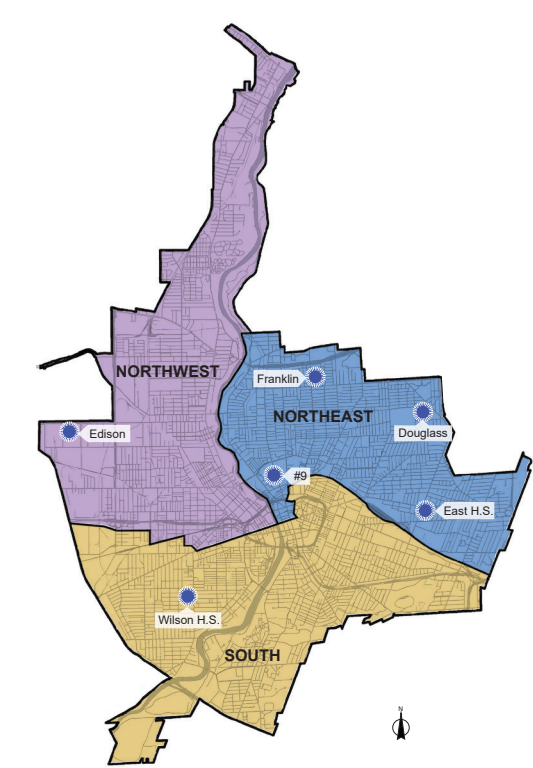 NORTHWEST
Franklin
NORTHEAST
Edison
Douglass
#9
East H.S.
Wilson H.S.
SOUTH
N